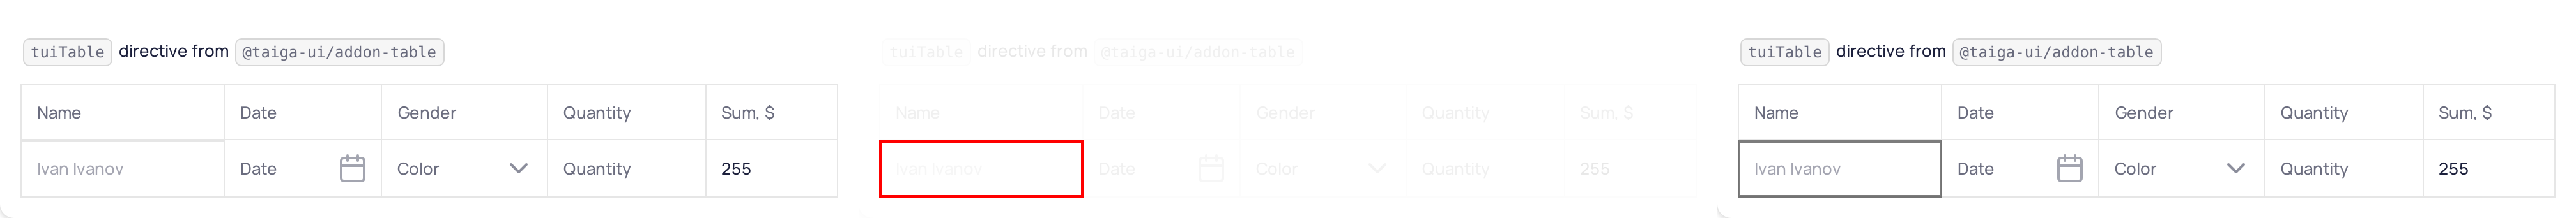 tuiTable directive from @taiga-ui/addon-table
Name Date Gender Quantity Sum, $
Ivan Ivanov Date Color Quantity 255
tuiTable directive from @taiga-ui/addon-table
Name Date Gender Quantity Sum, $
Ivan Ivanov Date Color Quantity 255
tuiTable directive from @taiga-ui/addon-table
Name Date Gender Quantity Sum, $
Ivan Ivanov Date Color Quantity 255